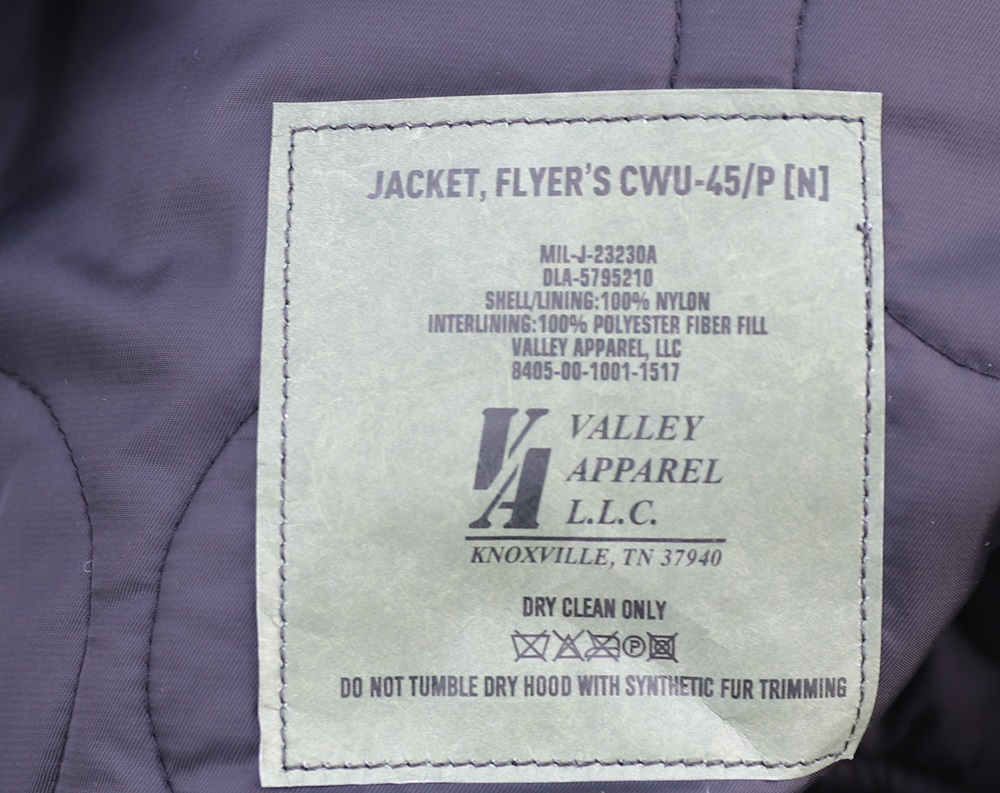 JACKET, FLYER'S CWU-45/P [N]
MIL-J-23230A
DLA-5795210
SHELL/LINING:100% NYLON
INTERLINING:100% POLYESTER FIBER FILL
VALLEY APPAREL, LLC
8405-00-1001-1517
VA
VALLEY
APPAREL
L.L.C.
KNOXVILLE, TN 37940
DRY CLEAN ONLY
P
DO NOT TUMBLE DRY HOOD WITH SYNTHETIC FUR TRIMMING